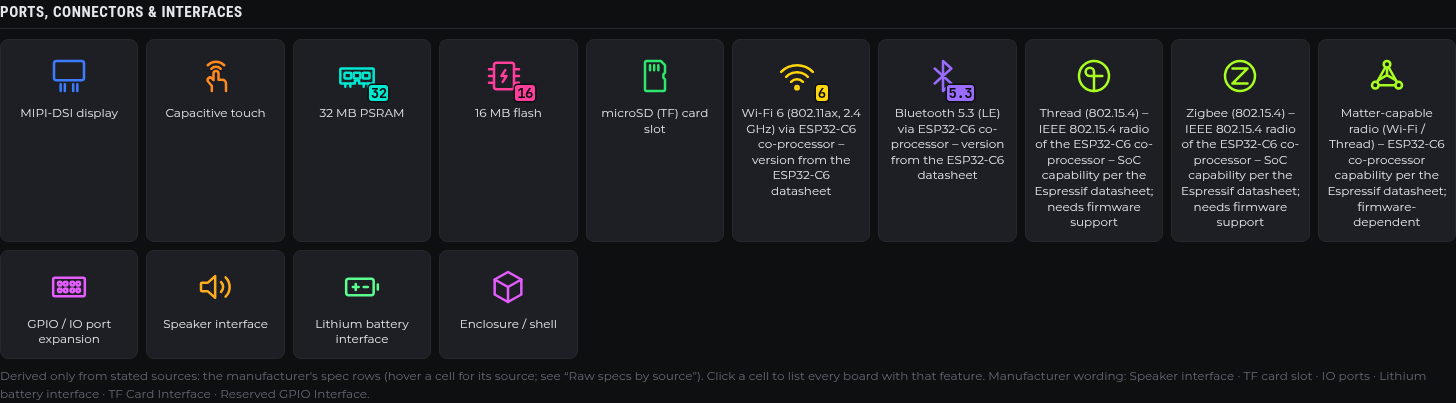 PORTS, CONNECTORS & INTERFACES
MIPI-DSI display
Capacitive touch
32
32 MB PSRAM
16
16 MB flash
microSD (TF) card
slot
6
Wi-Fi 6 (802.11ax, 2.4
GHz) via ESP32-C6
co-processor – 
version from the
ESP32-C6
datasheet
5.3
Bluetooth 5.3 (LE)
via ESP32-C6 co-
processor – version
from the ESP32-C6
datasheet
Thread (802.15.4) –
IEEE 802.15.4 radio
of the ESP32-C6 co-
processor – SoC
capability per the
Espressif datasheet;
needs firmware
support
Zigbee (802.15.4) –
IEEE 802.15.4 radio
of the ESP32-C6 co-
processor – SoC
capability per the
Espressif datasheet;
needs firmware
support
Matter-capable
radio (Wi-Fi /
Thread) – ESP32-C6
co-processor
capability per the
Espressif datasheet;
firmware-
dependent
GPIO / IO port
expansion
Speaker interface
Lithium battery
interface
Enclosure / shell
Derived only from stated sources: the manufacturer's spec rows (hover a cell for its source; see “Raw specs by source”). Click a cell to list every board with that feature. Manufacturer wording: Speaker interface · TF card slot · IO ports · Lithium
battery interface · TF Card Interface · Reserved GPIO Interface.